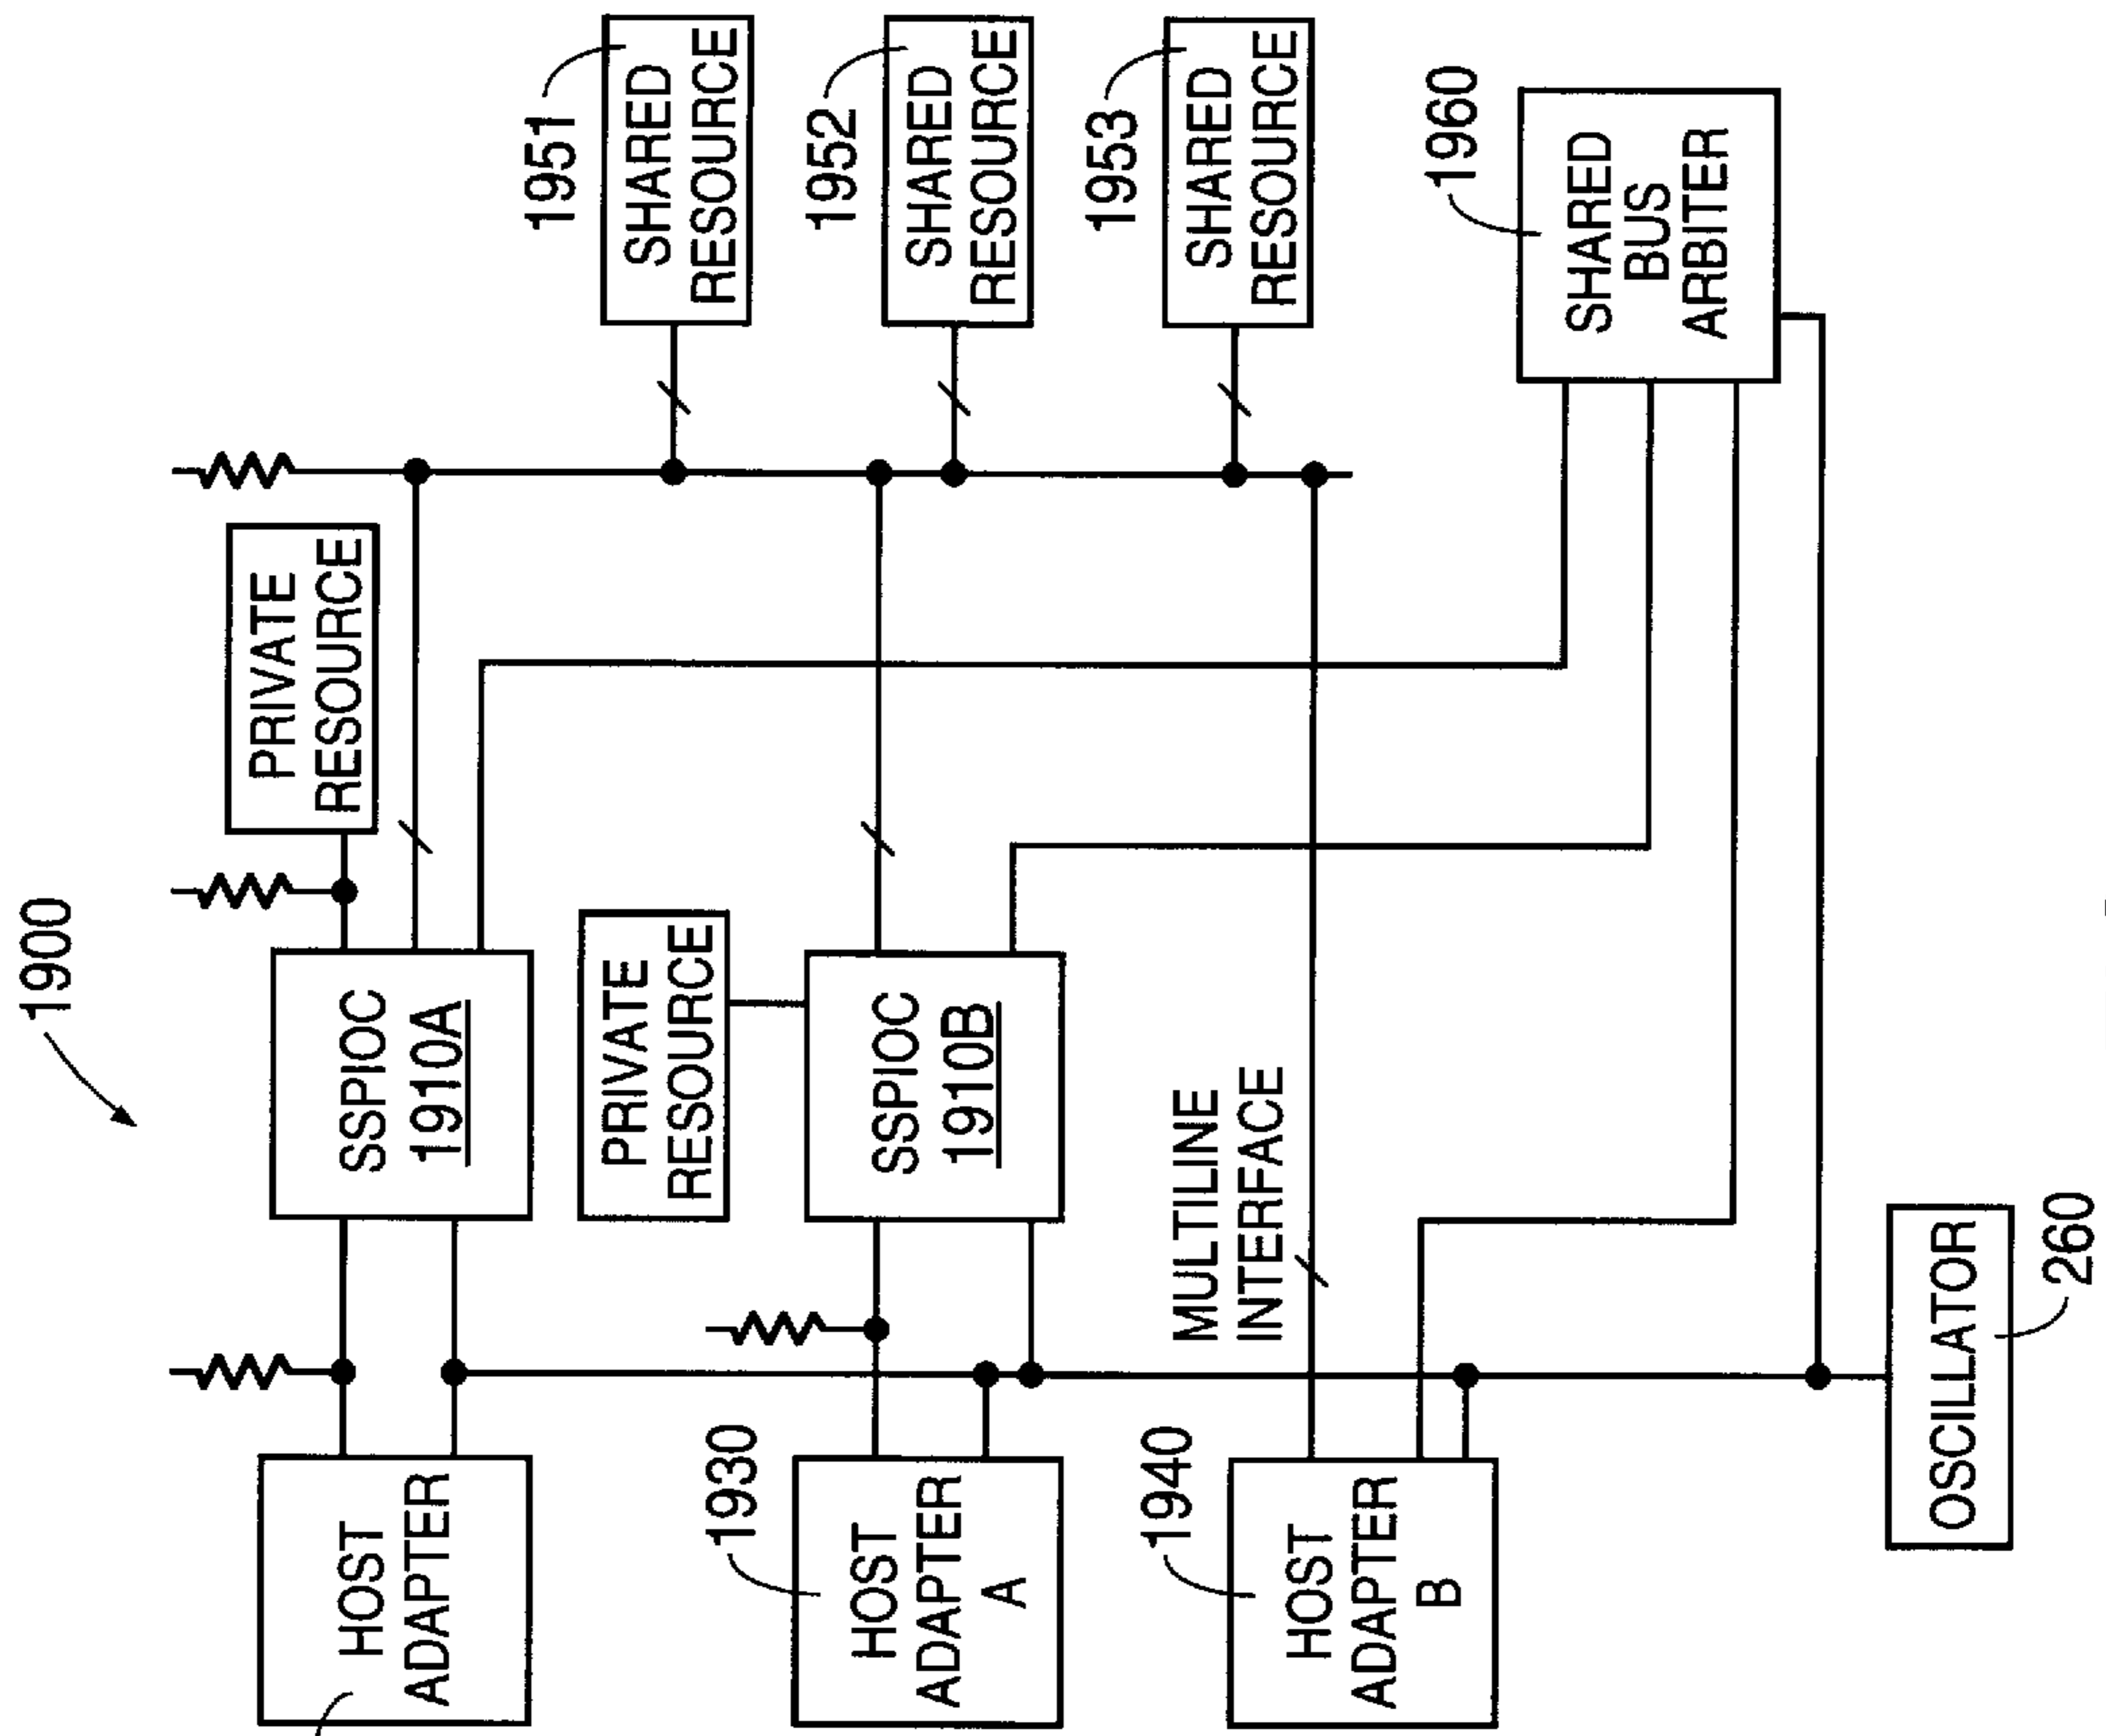 1900
HOST
ADAPTER
SSPIOC
1910A
PRIVATE
RESOURCE
1951
SHARED
RESOURCE
PRIVATE
RESOURCE
1930
HOST
ADAPTER
A
SSPIOC
1910B
1952
SHARED
RESOURCE
MULTILINE
INTERFACE
1953
SHARED
RESOURCE
1940
HOST
ADAPTER
B
1960
SHARED
BUS
ARBITER
OSCILLATOR
260